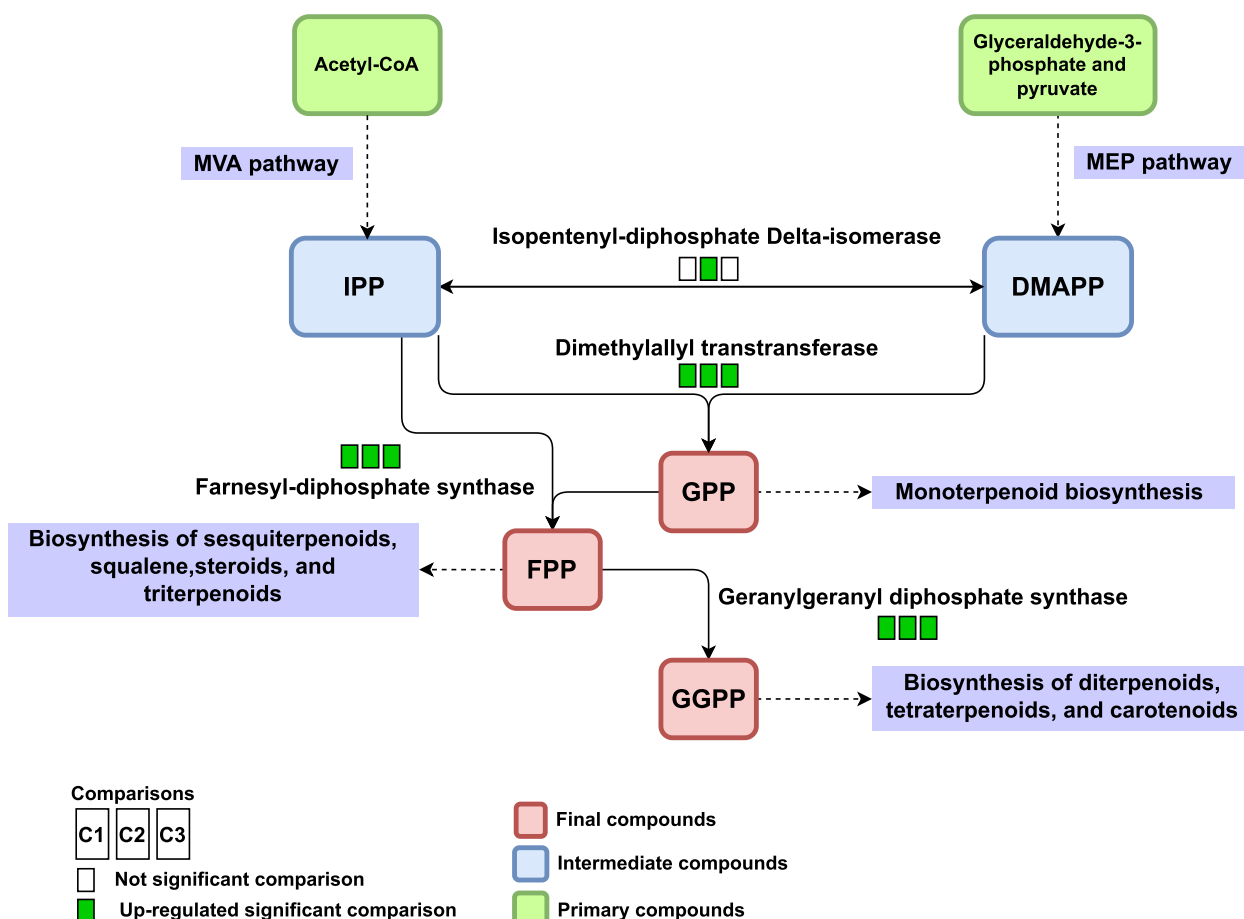 Acetyl-CoA
Glyceraldehyde-3-
phosphate and
pyruvate
MVA pathway
MEP pathway
Isopentenyl-diphosphate Delta-isomerase
IPP
DMAPP
Dimethylallyl transtransferase
Farnesyl-diphosphate synthase
GPP
Monoterpenoid biosynthesis
Biosynthesis of sesquiterpenoids,
squalene,steroids, and
triterpenoids
FPP
Geranylgeranyl diphosphate synthase
GGPP
Biosynthesis of diterpenoids,
tetraterpenoids, and carotenoids
Comparisons
C1 C2 C3
Not significant comparison
Up-regulated significant comparison
Final compounds
Intermediate compounds
Primary compounds